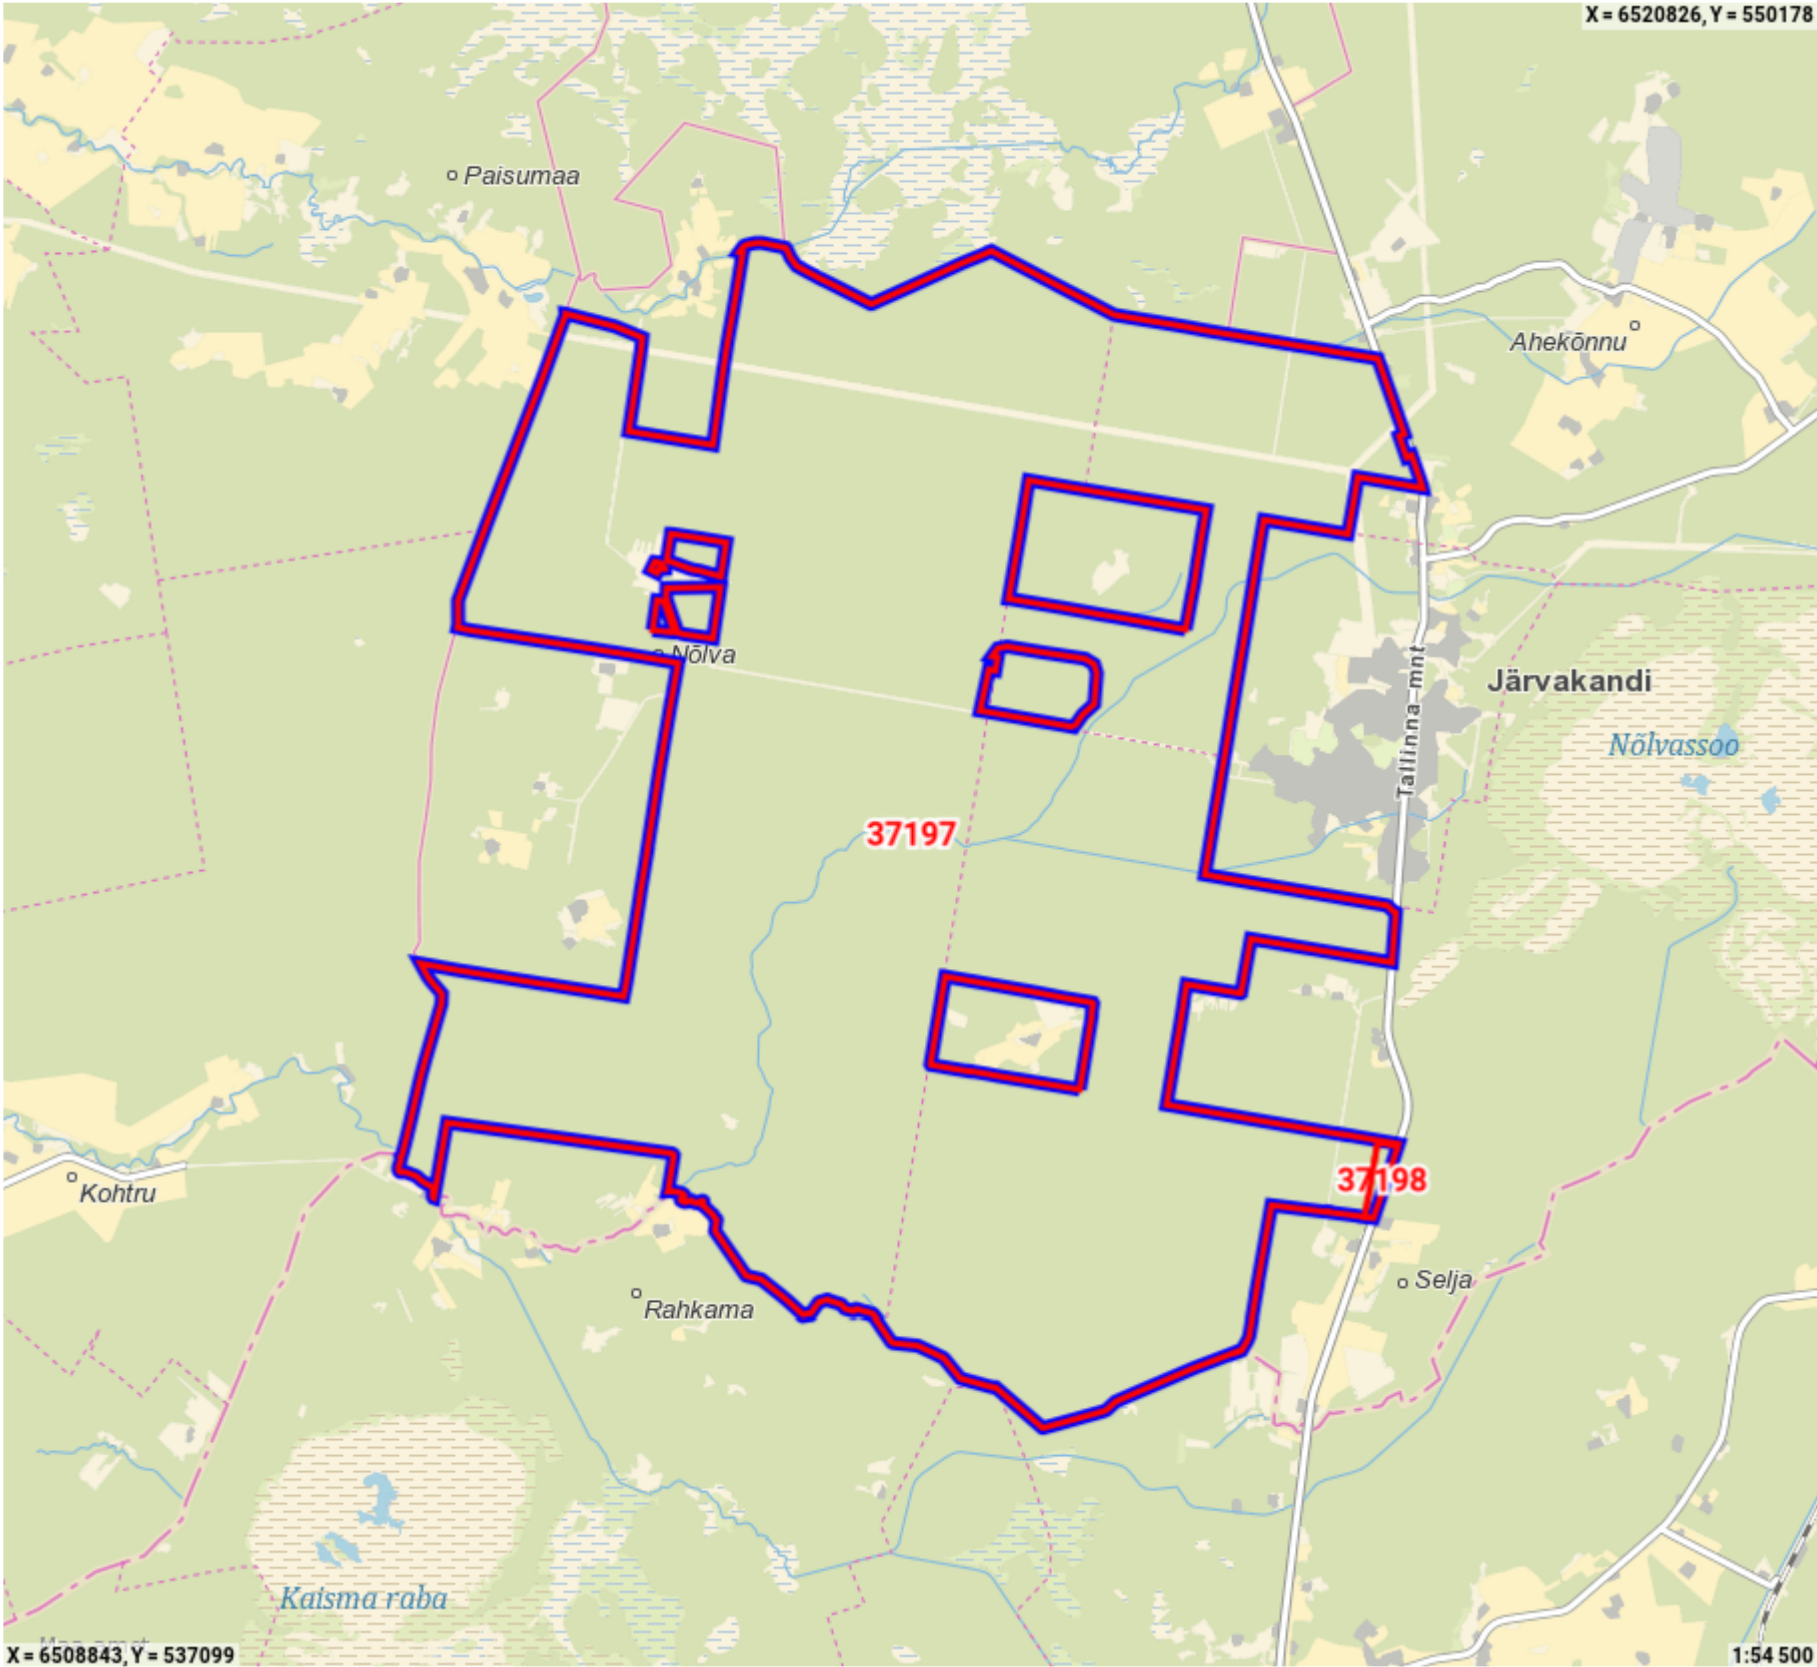 X = 6520826, Y = 550178
Paisumaa
Ahekõnnu
Nõlva
Järvakandi
Tallinna mnt
Nõlvassoo
37197
37198
Kohtru
Selja
Rahkama
Kaisma raba
X = 6508843, Y = 537099
1:54 500